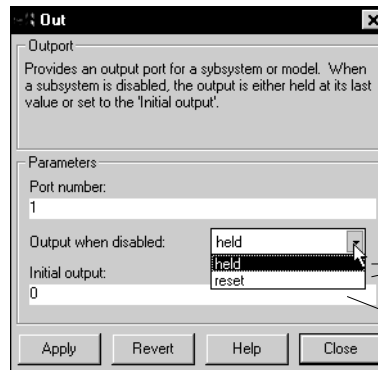 Out
Outport
Provides an output port for a sybsystem or model. When
a subsystem is disabled, the output is either held at its last
value or set to the 'Initial output'.
Parameters
Port number:
1
Output when disabled:
held
held
reset
Initial output:
0
Apply
Revert
Help
Close